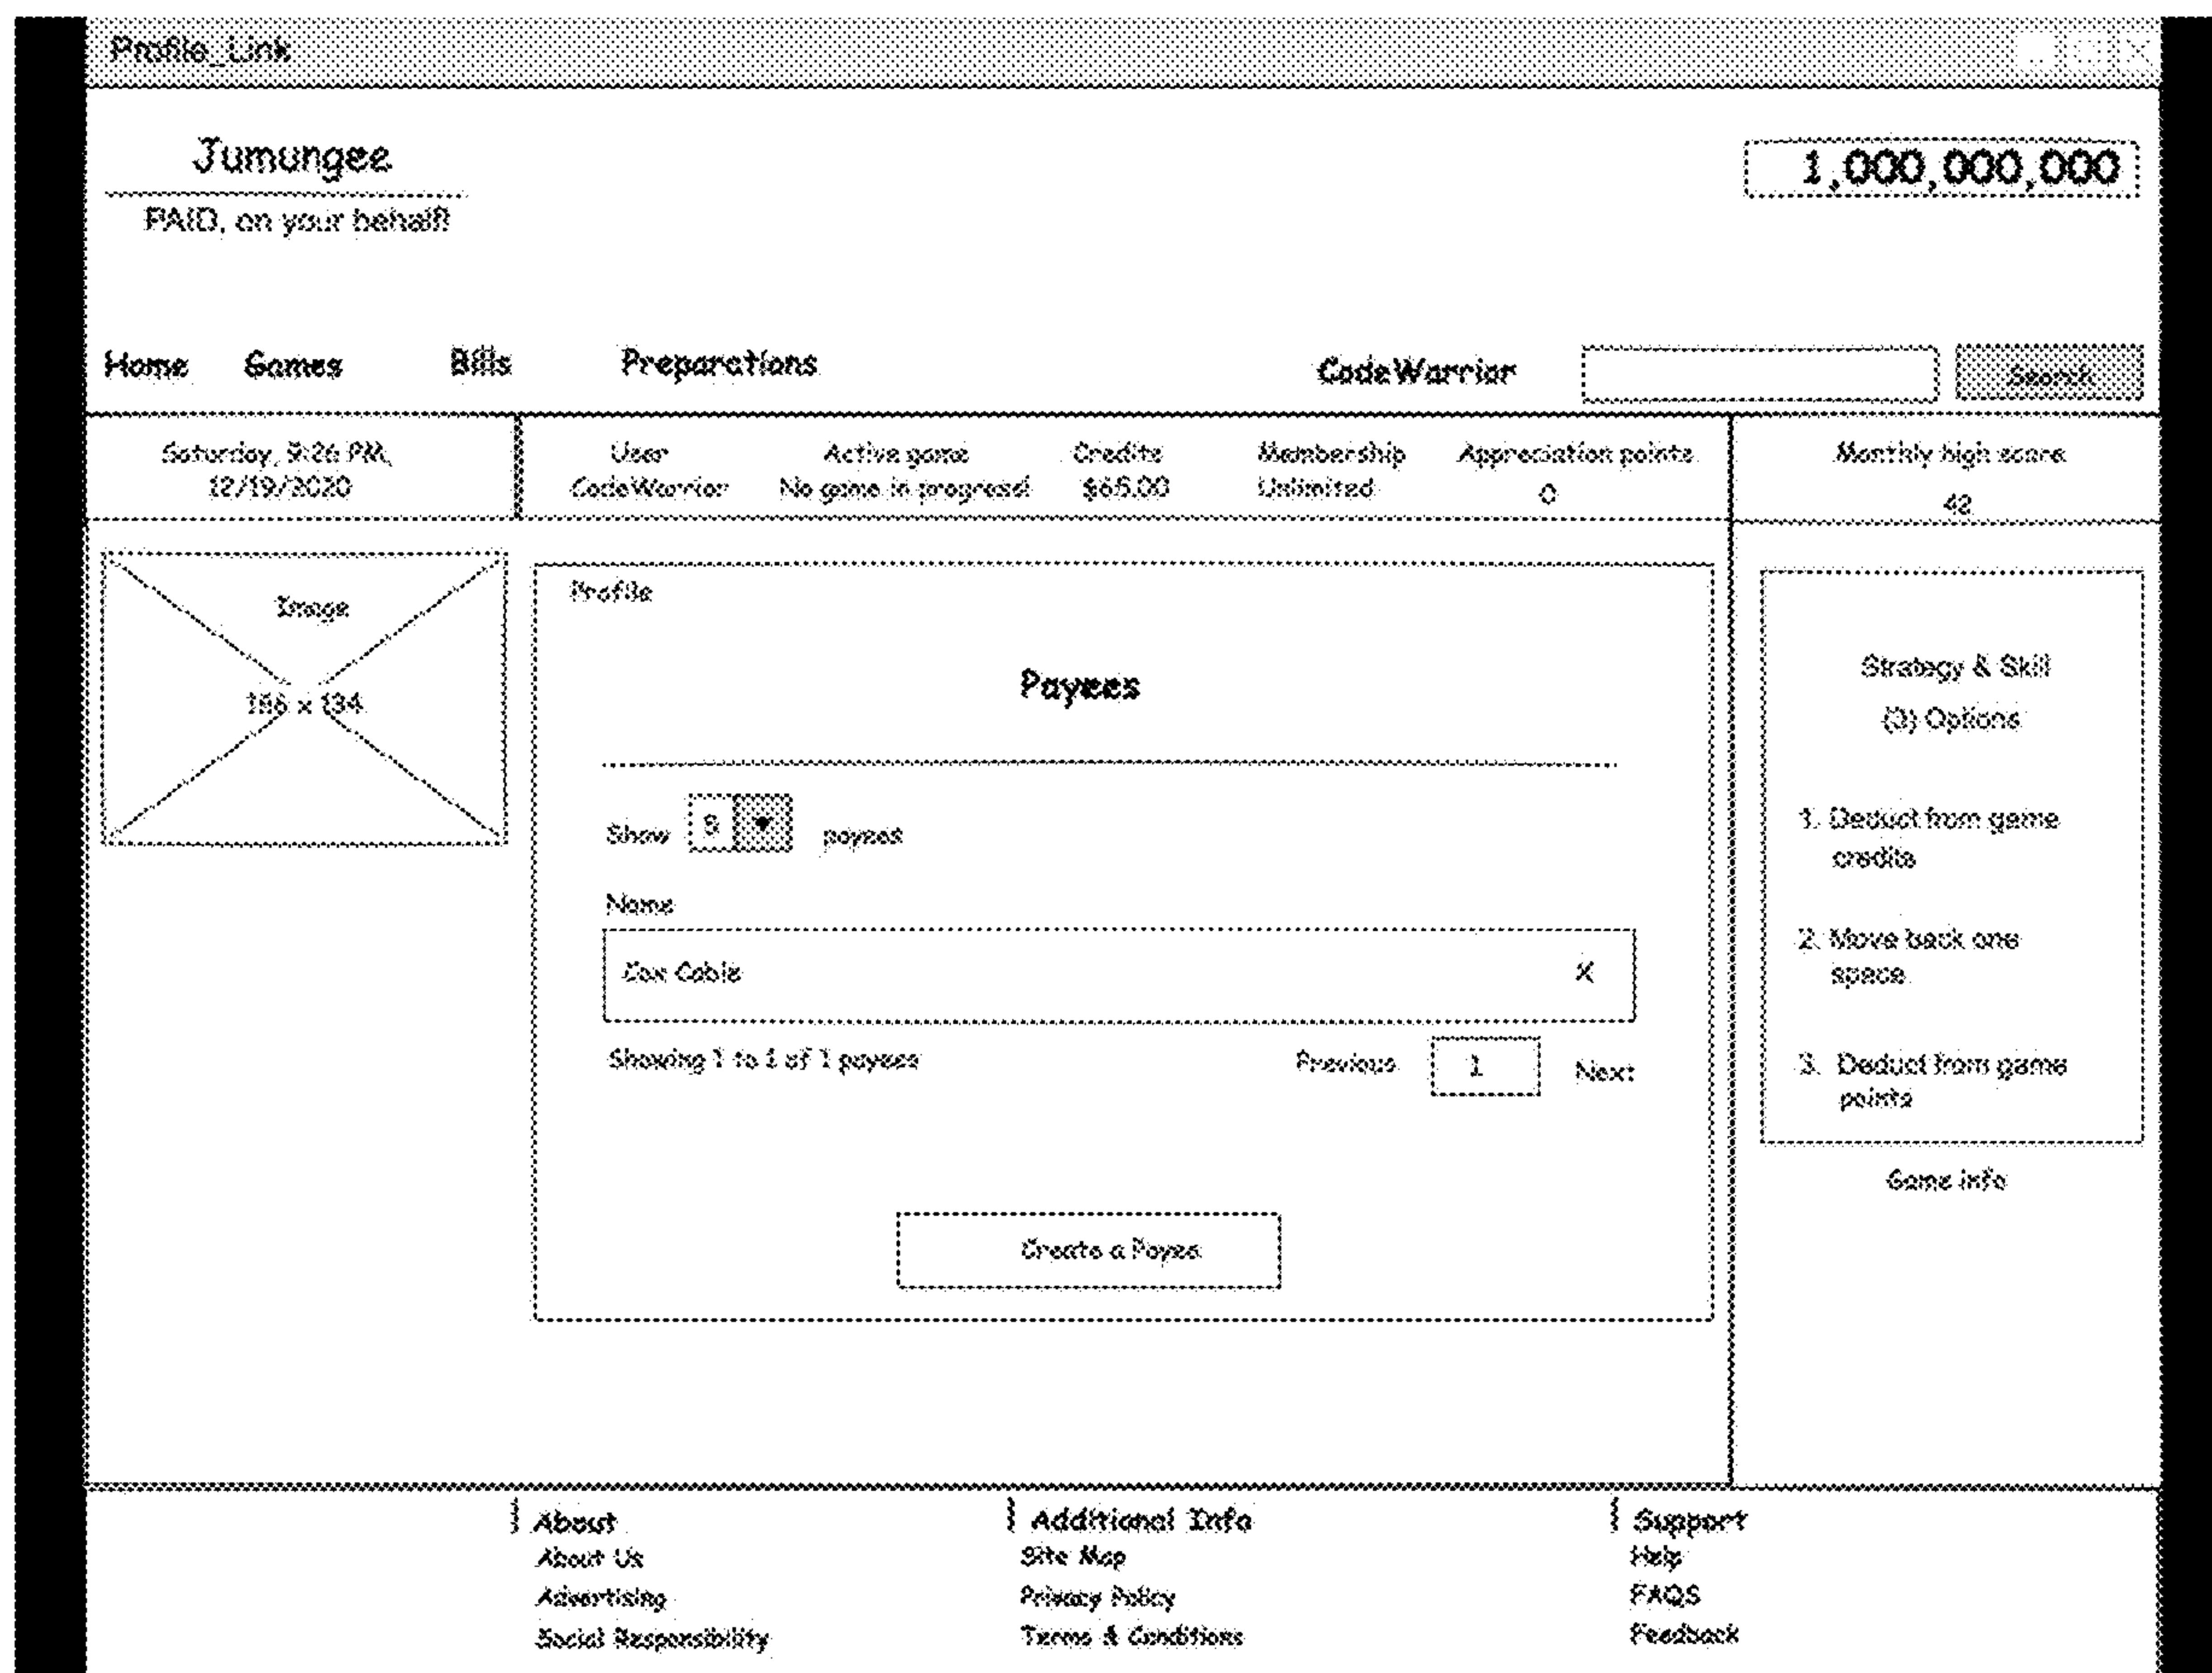 Profile_Link
Jumungee
1,000,000,000
PAID, on your behalf!
Home Games Bills Preparations CodeWarrior Search
Saturday, 9:26 PM,
12/19/2020
User Active game Credits Membership Appreciation points
CodeWarrior No game in progress! $65.00 Unlimited 0
Monthly high score
42
Image
186 x 134
Profile
Payees
Show payees
Name
Cox Cable X
Showing 1 to 1 of 1 payees Previous 1 Next
Create a Payee
Strategy & Skill
(3) Options
1. Deduct from game
credits
2. Move back one
space
3. Deduct from game
points
Game info
About
About Us
Advertising
Social Responsibility
Additional Info
Site Map
Privacy Policy
Terms & Conditions
Support
Help
FAQS
Feedback